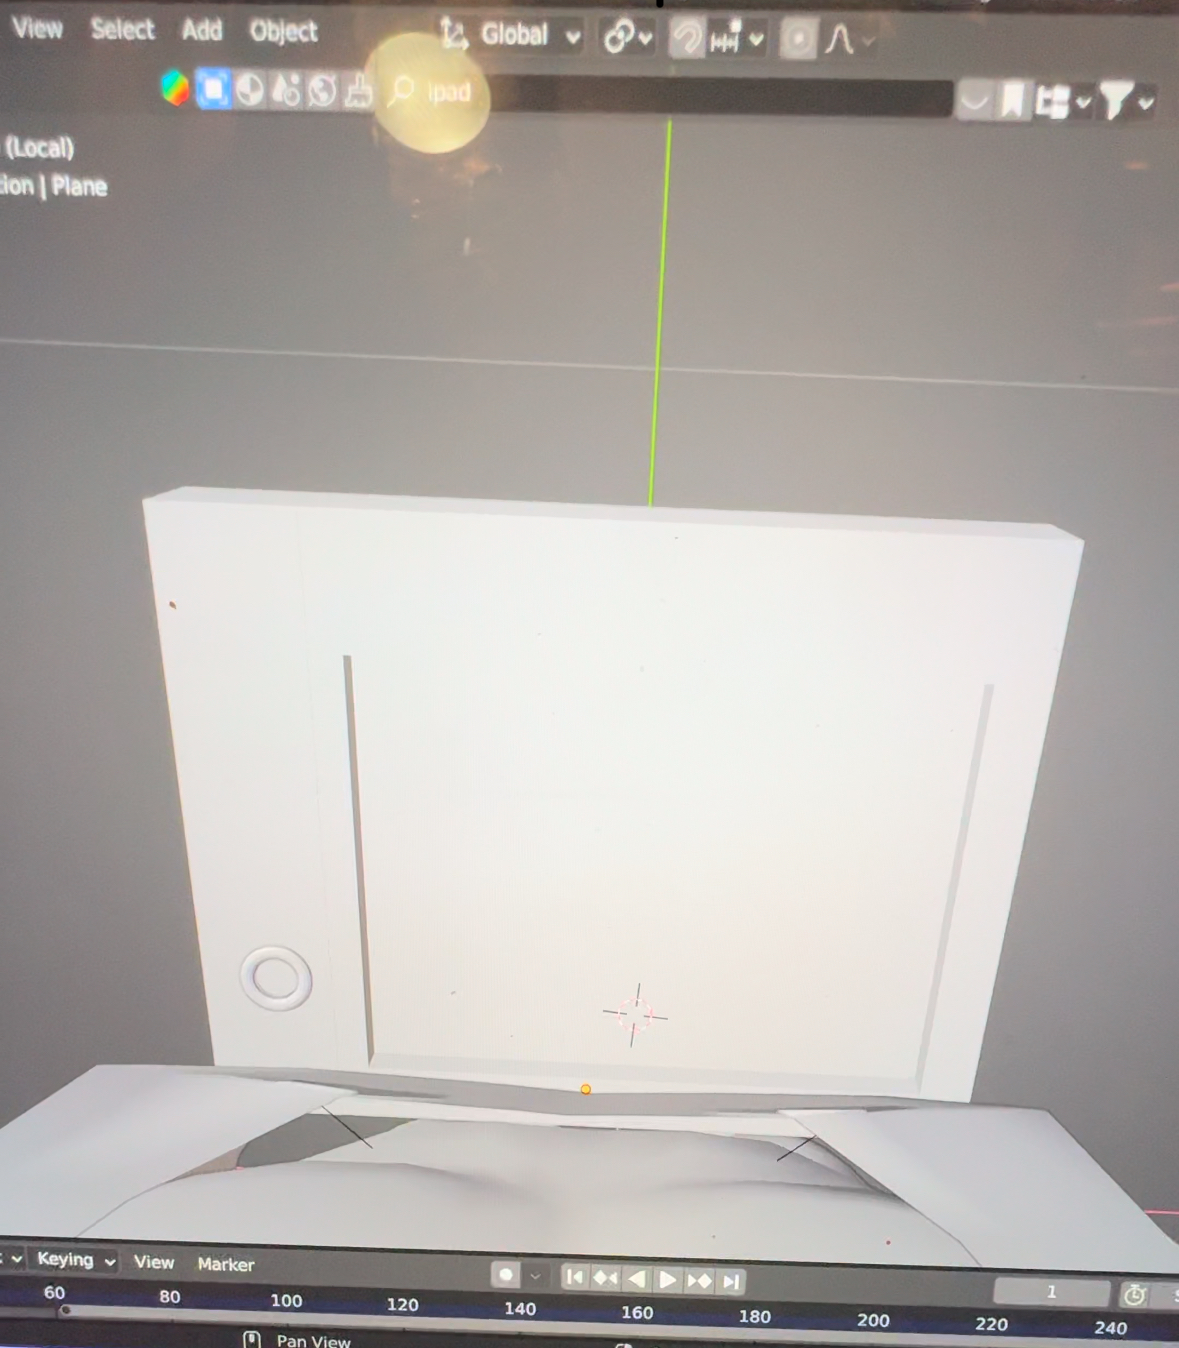 View Select Add Object Global
ipad
(Local)
ion | Plane
Keying View Marker
1
60 80 100 120 140 160 180 200 220 240
Pan View